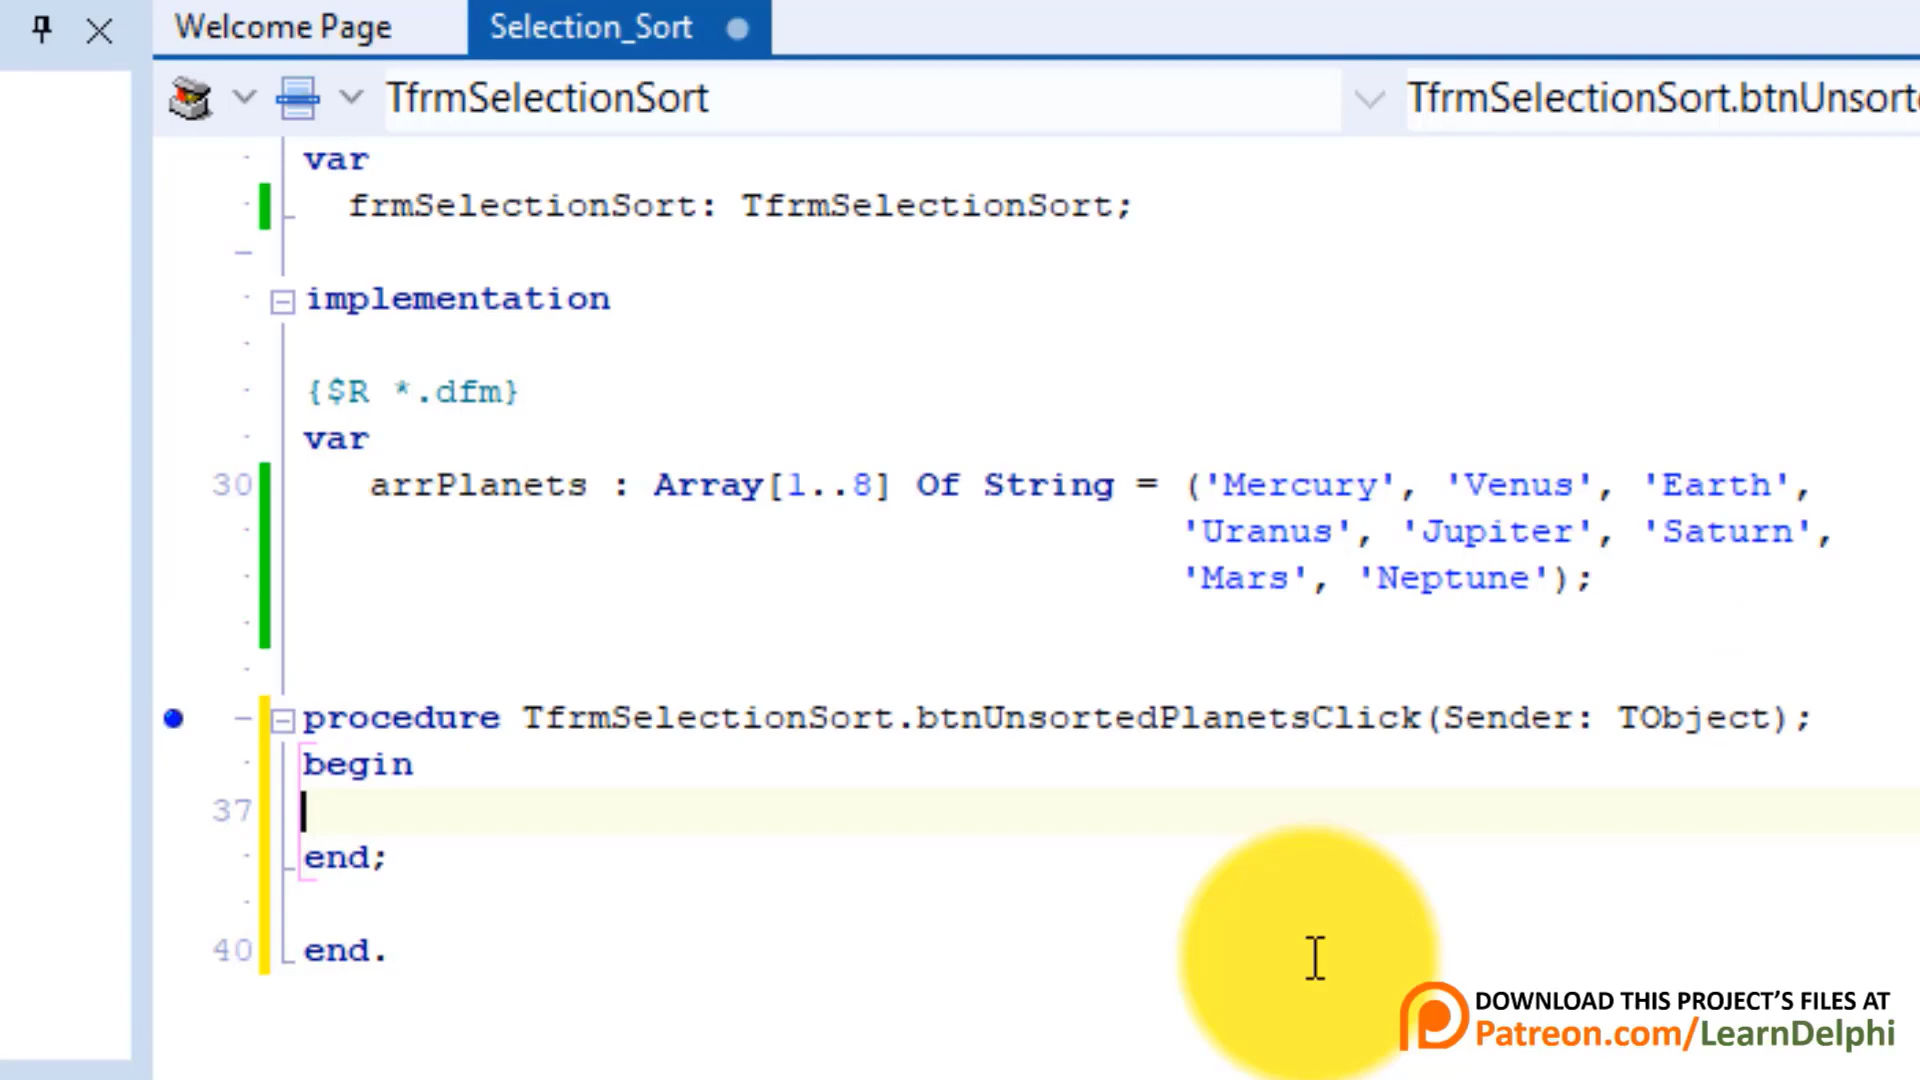 Welcome Page
Selection_Sort
TfrmSelectionSort
TfrmSelectionSort.btnUnsorte
var
frmSelectionSort: TfrmSelectionSort;
implementation
{$R *.dfm}
var
30 arrPlanets : Array[1..8] Of String = ('Mercury', 'Venus', 'Earth',
'Uranus', 'Jupiter', 'Saturn',
'Mars', 'Neptune');
procedure TfrmSelectionSort.btnUnsortedPlanetsClick(Sender: TObject);
begin
37
end;
40 end.
DOWNLOAD THIS PROJECT'S FILES AT
Patreon.com/LearnDelphi